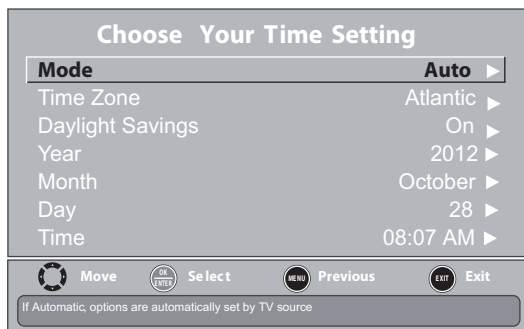 Choose Your Time Setting
Mode Auto
Time Zone Atlantic
Daylight Savings On
Year 2012
Month October
Day 28
Time 08:07 AM
Move OK ENTER Select MENU Previous EXIT Exit
If Automatic, options are automatically set by TV source